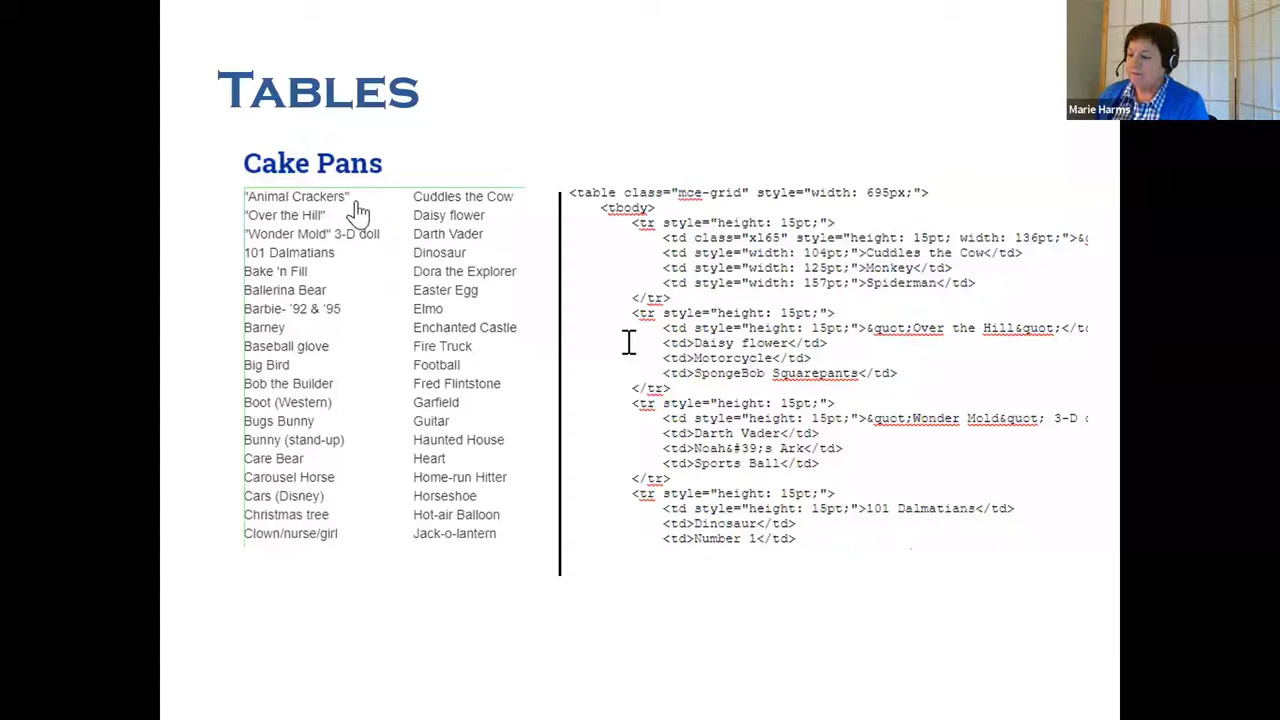 TABLES
Marie Harms
Cake Pans
"Animal Crackers" Cuddles the Cow
"Over the Hill" Daisy flower
"Wonder Mold" 3-D doll Darth Vader
101 Dalmatians Dinosaur
Bake 'n Fill Dora the Explorer
Ballerina Bear Easter Egg
Barbie- '92 & '95 Elmo
Barney Enchanted Castle
Baseball glove Fire Truck
Big Bird Football
Bob the Builder Fred Flintstone
Boot (Western) Garfield
Bugs Bunny Guitar
Bunny (stand-up) Haunted House
Care Bear Heart
Carousel Horse Home-run Hitter
Cars (Disney) Horseshoe
Christmas tree Hot-air Balloon
Clown/nurse/girl Jack-o-lantern
<table class="mce-grid" style="width: 695px;">
<tbody>
<tr style="height: 15pt;">
<td class="xl65" style="height: 15pt; width: 136pt;">&
<td style="width: 104pt;">Cuddles the Cow</td>
<td style="width: 125pt;">Monkey</td>
<td style="width: 157pt;">Spiderman</td>
</tr>
<tr style="height: 15pt;">
<td style="height: 15pt;">&quot;Over the Hill&quot;</t
<td>Daisy flower</td>
<td>Motorcycle</td>
<td>SpongeBob Squarepants</td>
</tr>
<tr style="height: 15pt;">
<td style="height: 15pt;">&quot;Wonder Mold&quot; 3-D
<td>Darth Vader</td>
<td>Noah&#39;s Ark</td>
<td>Sports Ball</td>
</tr>
<tr style="height: 15pt;">
<td style="height: 15pt;">101 Dalmatians</td>
<td>Dinosaur</td>
<td>Number 1</td>